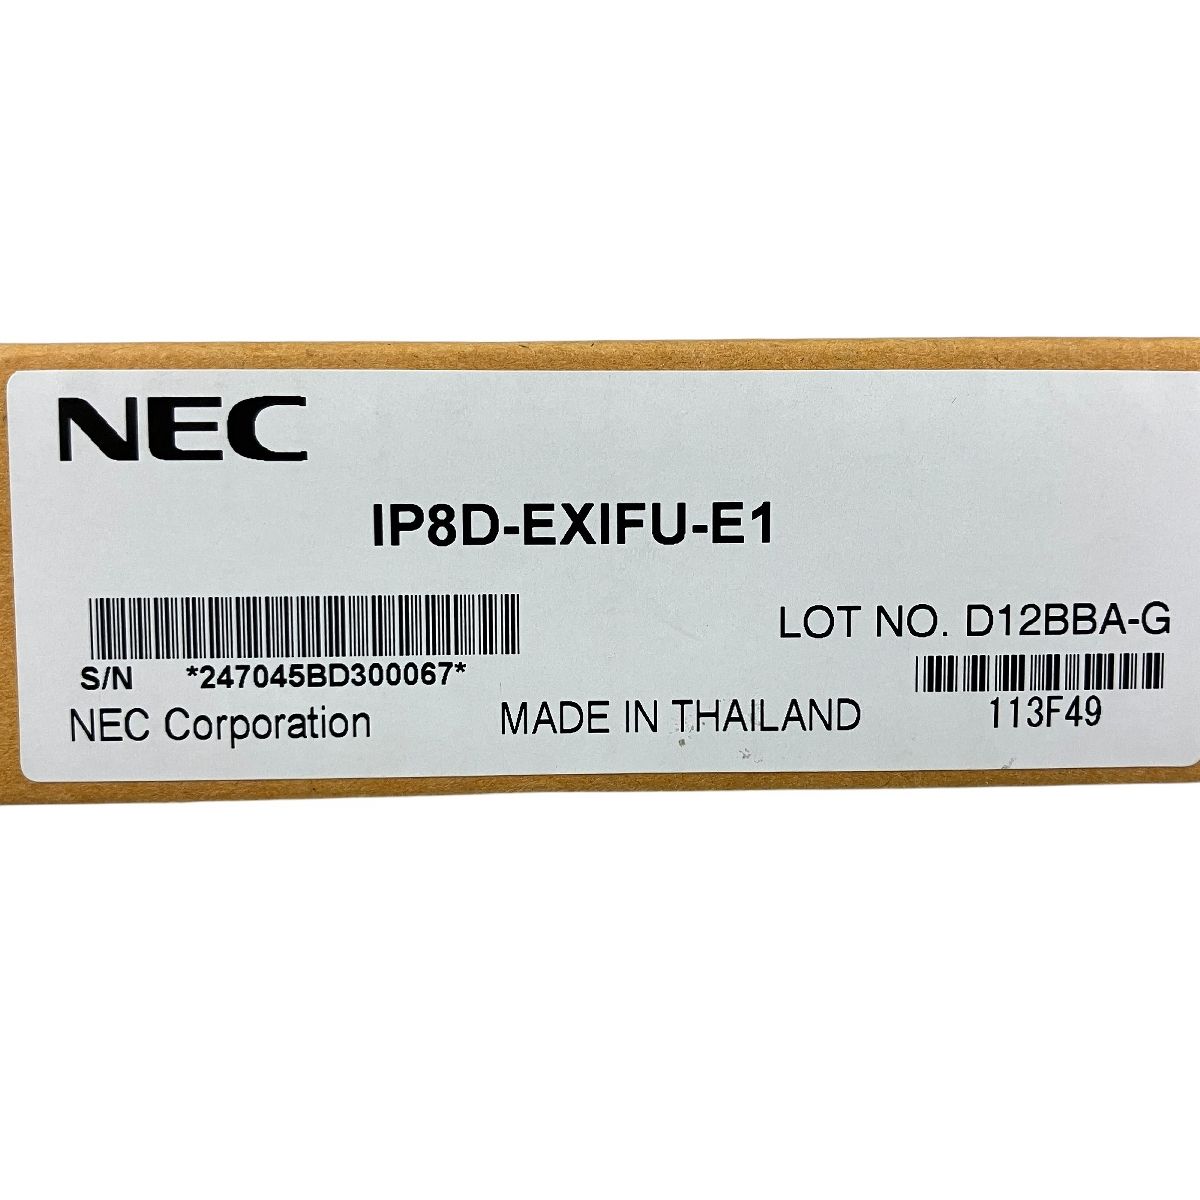 NEC
IP8D-EXIFU-E1
LOT NO. D12BBA-G
S/N *247045BD300067*
NEC Corporation MADE IN THAILAND 113F49